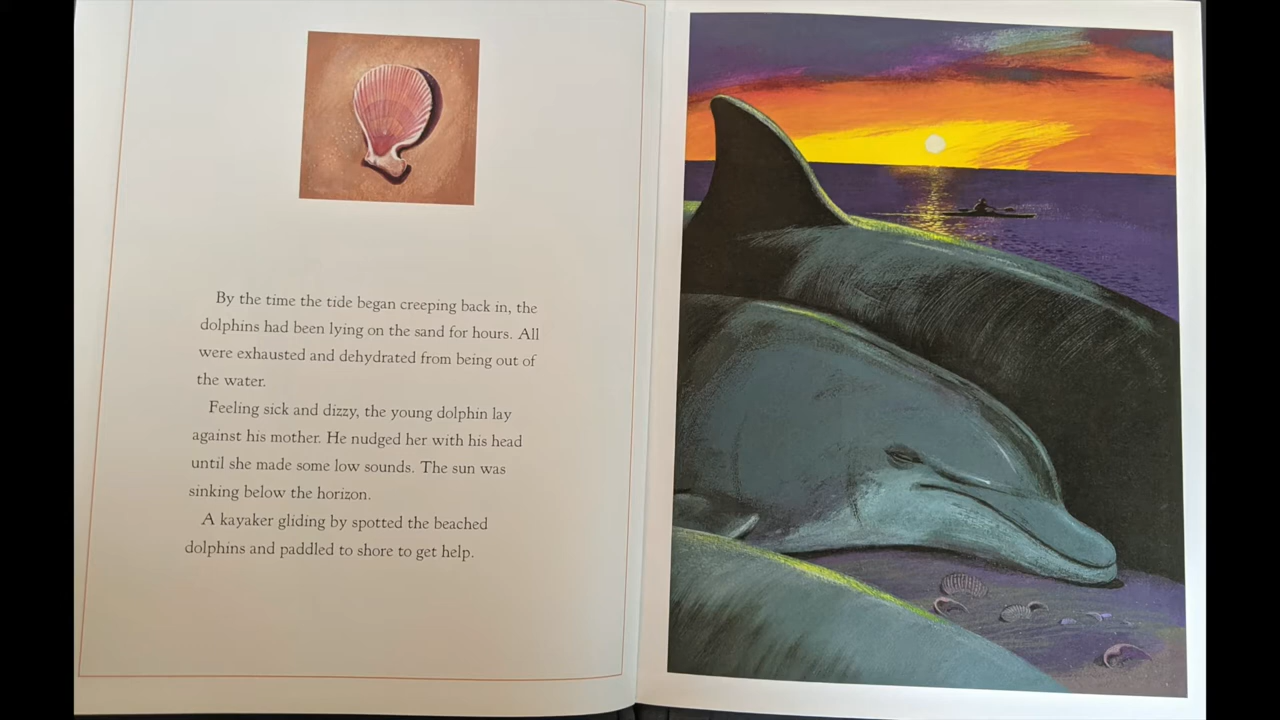 By the time the tide began creeping back in, the
dolphins had been lying on the sand for hours. All
were exhausted and dehydrated from being out of
the water.
Feeling sick and dizzy, the young dolphin lay
against his mother. He nudged her with his head
until she made some low sounds. The sun was
sinking below the horizon.
A kayaker gliding by spotted the beached
dolphins and paddled to shore to get help.